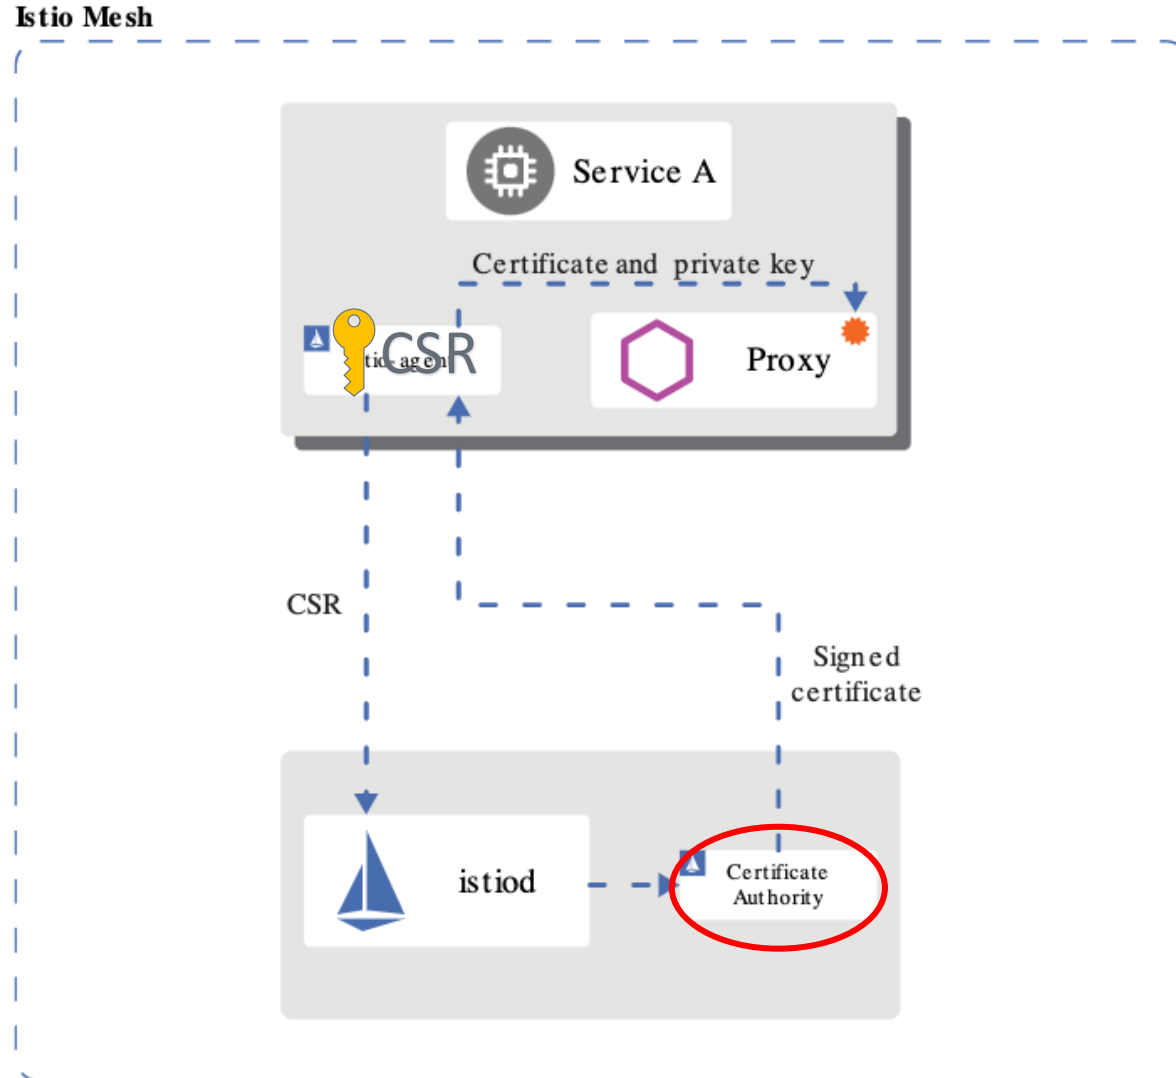 Istio Mesh
Service A
Certificate and private key
CSR
Proxy
CSR
Signed
certificate
istiod
Certificate
Authority